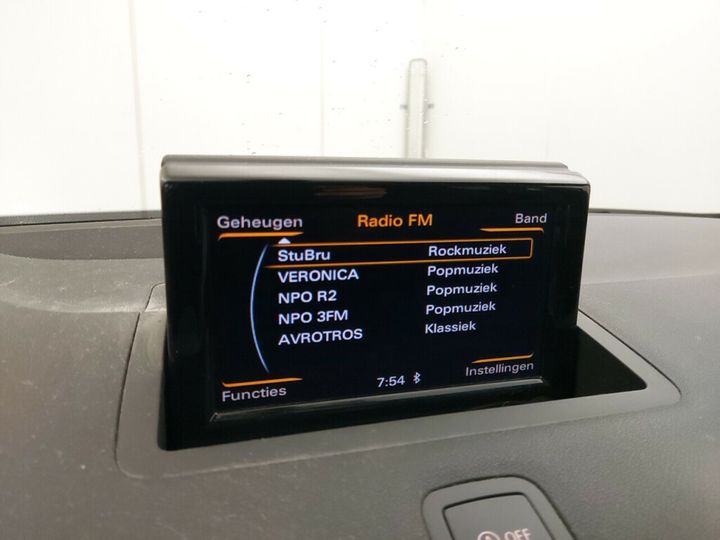 Geheugen Radio FM Band
StuBru Rockmuziek
VERONICA Popmuziek
NPO R2 Popmuziek
NPO 3FM Popmuziek
AVROTROS Klassiek
Functies 7:54 Instellingen
OFF